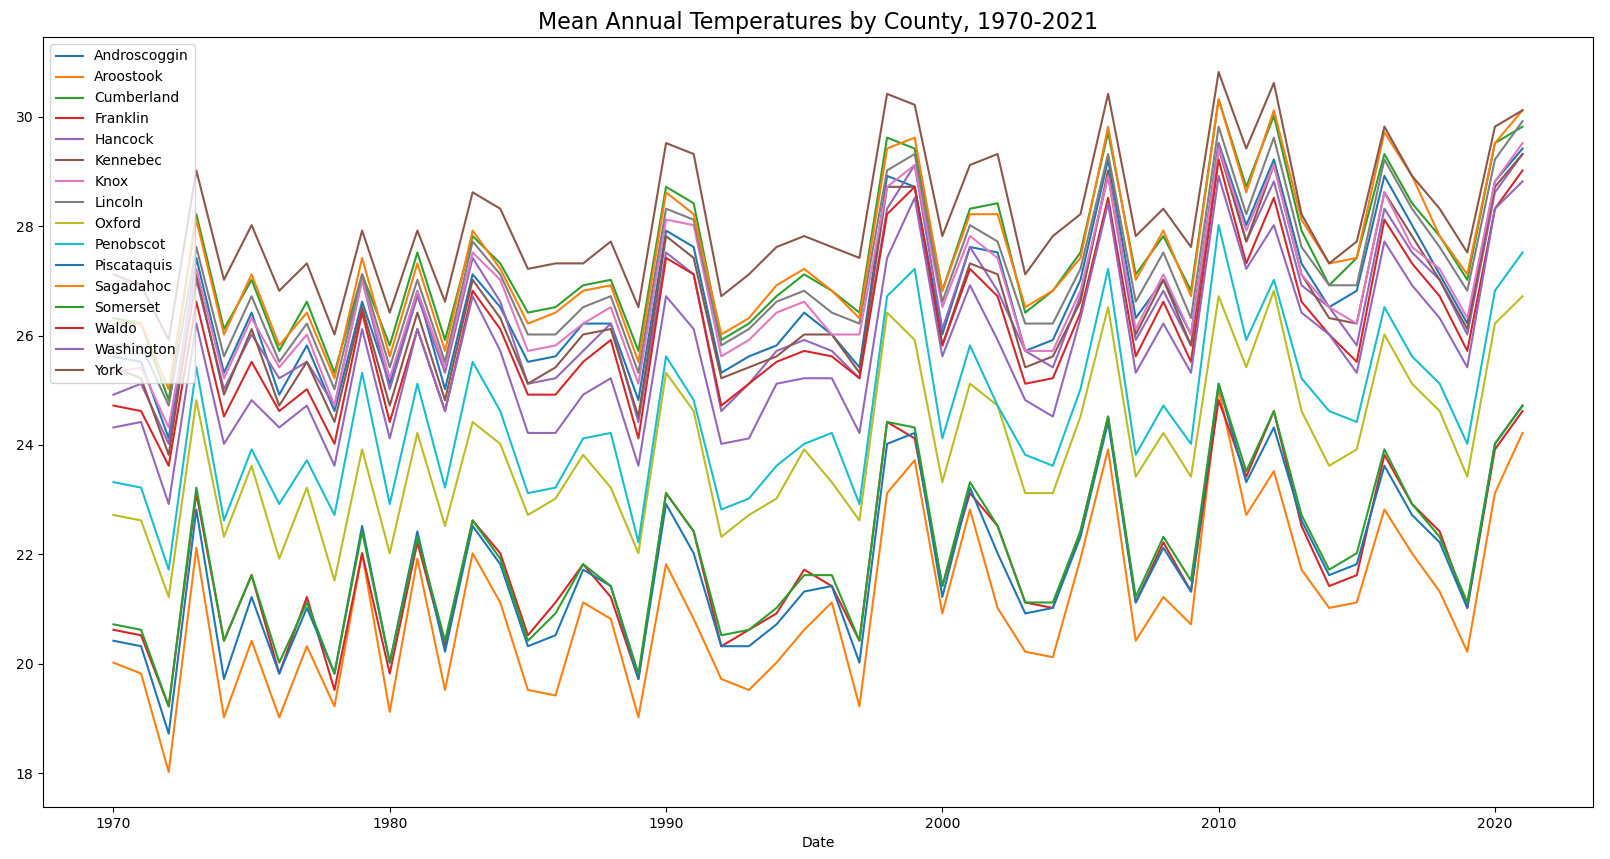 Mean Annual Temperatures by County, 1970-2021
Androscoggin
Aroostook
Cumberland
Franklin
Hancock
Kennebec
Knox
Lincoln
Oxford
Penobscot
Piscataquis
Sagadahoc
Somerset
Waldo
Washington
York
30
28
26
24
22
20
18
1970
1980
1990
2000
2010
2020
Date